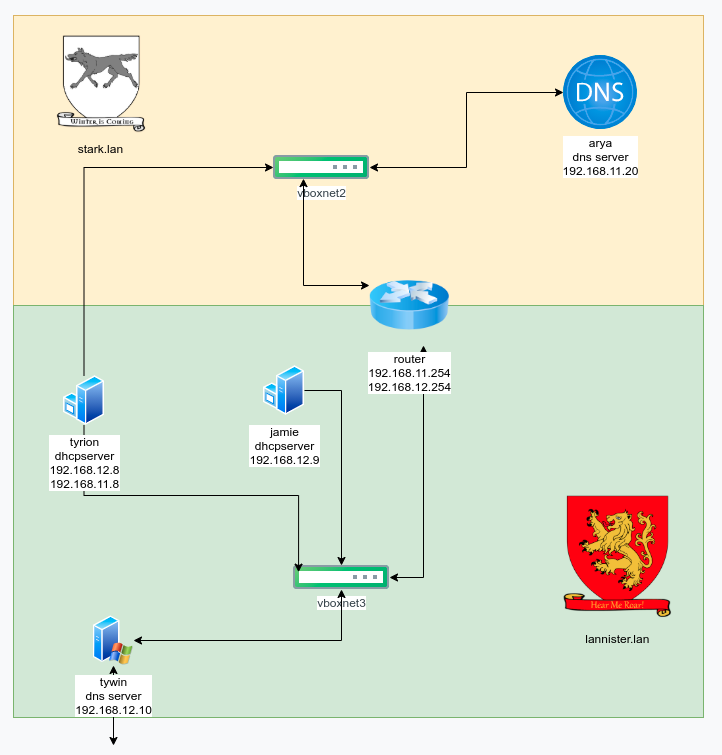 Winter is Coming
stark.lan
DNS
arya
dns server
192.168.11.20
vboxnet2
router
192.168.11.254
192.168.12.254
tyrion
dhcpserver
192.168.12.8
192.168.11.8
jamie
dhcpserver
192.168.12.9
vboxnet3
Hear Me Roar!
lannister.lan
tywin
dns server
192.168.12.10